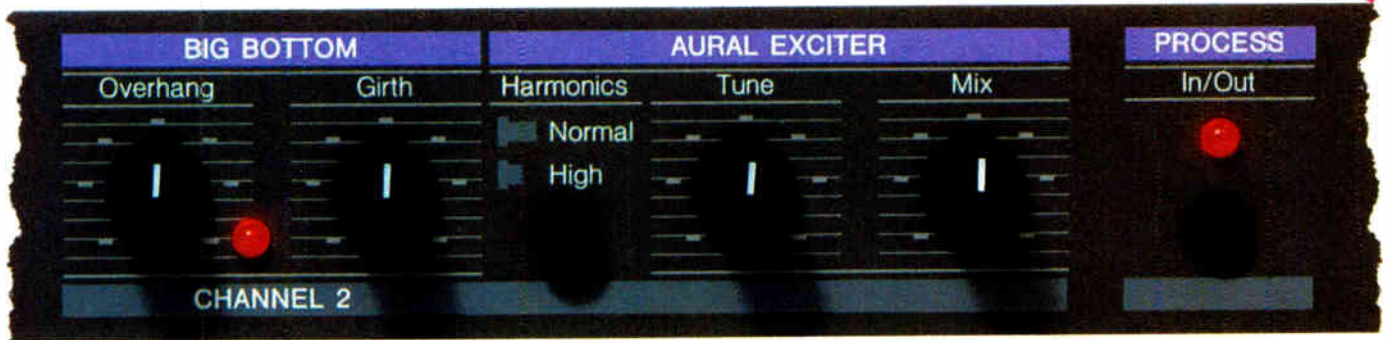 BIG BOTTOM AURAL EXCITER PROCESS
Overhang Girth Harmonics Tune Mix In/Out
Normal
High
CHANNEL 2